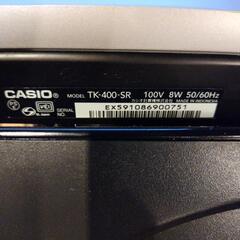 CASIO® MODEL TK-400-SR 100V 8W 50/60Hz
カシオ計算機株式会社 MADE IN INDONESIA
SERIAL NO. EX591086900751